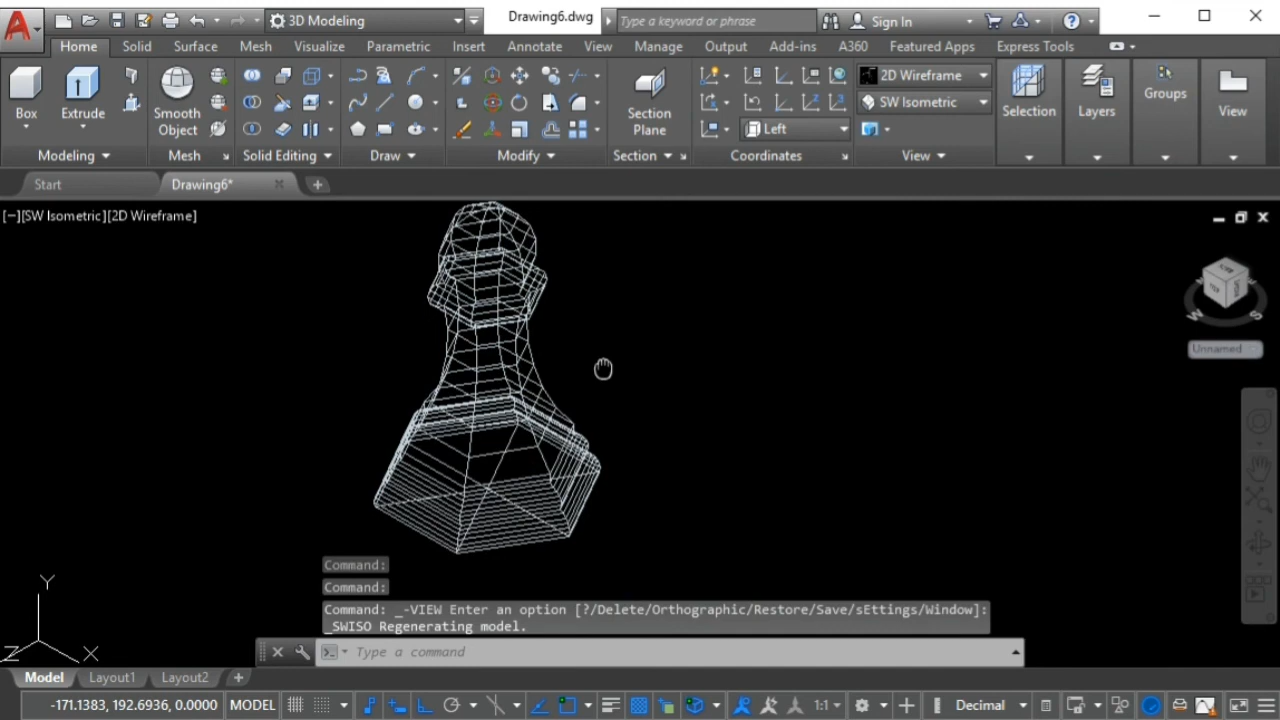 3D Modeling
Drawing6.dwg
Type a keyword or phrase
Sign In
Home
Solid
Surface
Mesh
Visualize
Parametric
Insert
Annotate
View
Manage
Output
Add-ins
A360
Featured Apps
Express Tools
2D Wireframe
SW Isometric
Box
Extrude
Smooth
Object
Section
Plane
Left
Selection
Layers
Groups
View
Modeling
Mesh
Solid Editing
Draw
Modify
Section
Coordinates
View
Start
Drawing6*
[−][SW Isometric][2D Wireframe]
W
S
Unnamed
Command:
Command:
Command: _-VIEW Enter an option [?/Delete/Orthographic/Restore/Save/sEttings/Window]:
_SWISO Regenerating model.
Y
Z
X
Type a command
Model
Layout1
Layout2
-171.1383, 192.6936, 0.0000
MODEL
1:1
Decimal